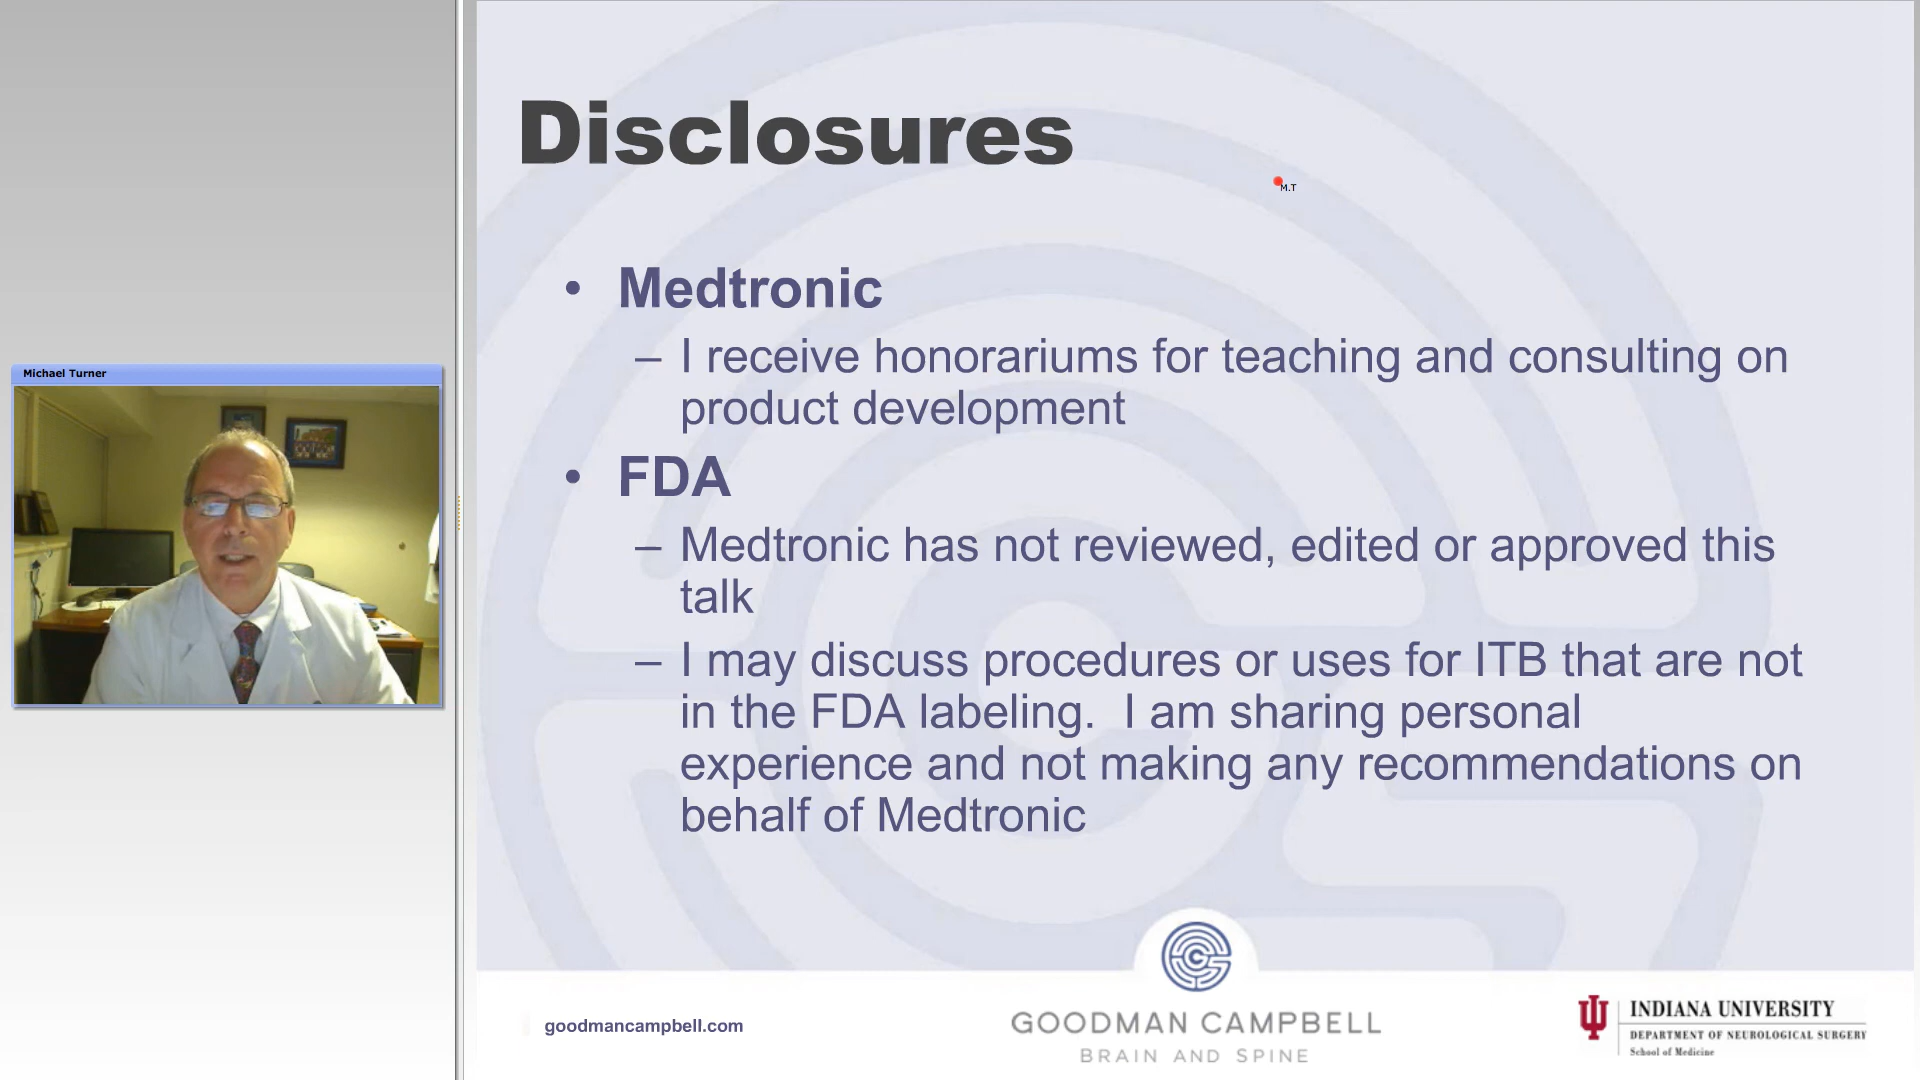 Michael Turner
Disclosures
M.T
• Medtronic
– I receive honorariums for teaching and consulting on
product development
• FDA
– Medtronic has not reviewed, edited or approved this
talk
– I may discuss procedures or uses for ITB that are not
in the FDA labeling.  I am sharing personal
experience and not making any recommendations on
behalf of Medtronic
goodmancampbell.com
GOODMAN CAMPBELL
BRAIN AND SPINE
INDIANA UNIVERSITY
DEPARTMENT OF NEUROLOGICAL SURGERY
School of Medicine